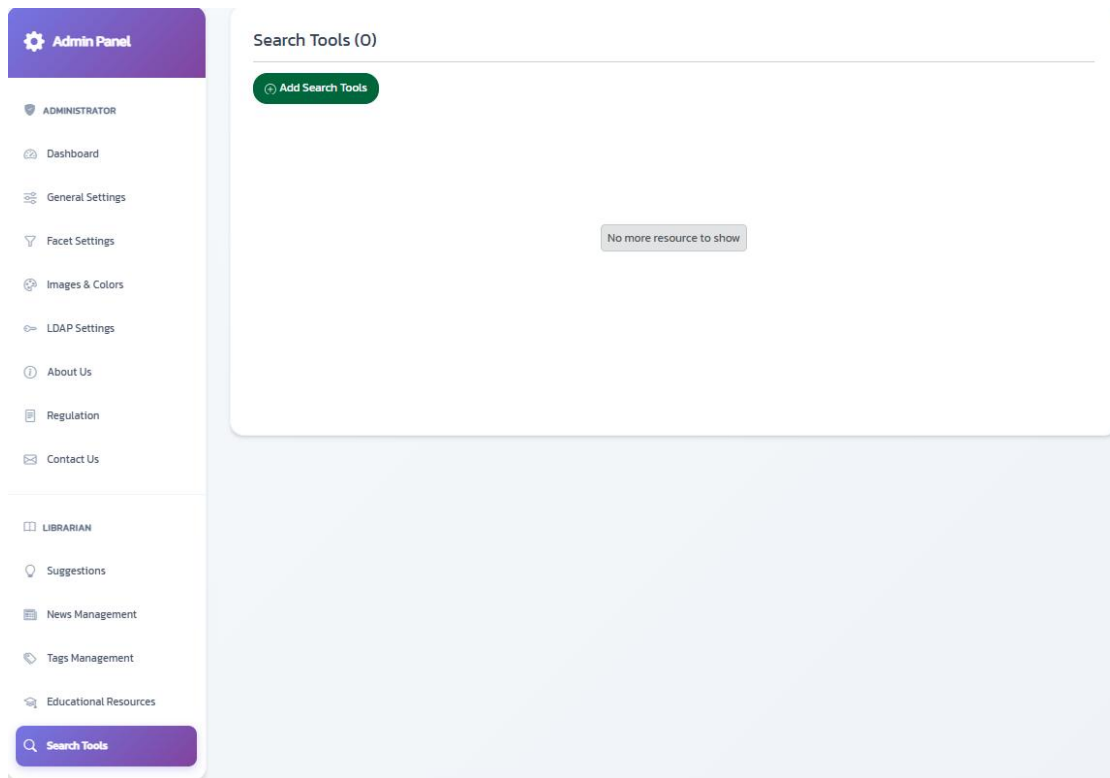 Admin Panel
ADMINISTRATOR
Dashboard
General Settings
Facet Settings
Images & Colors
LDAP Settings
About Us
Regulation
Contact Us
LIBRARIAN
Suggestions
News Management
Tags Management
Educational Resources
Search Tools
Search Tools (0)
Add Search Tools
No more resource to show